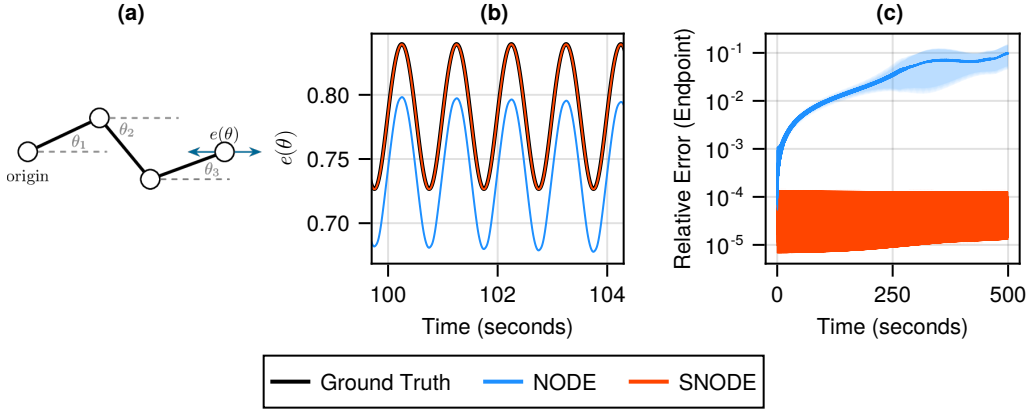 (a)
(b)
(c)
θ₁
θ₂
θ₃
e(θ)
origin
e(θ)
0.80
0.75
0.70
100
102
104
Time (seconds)
Relative Error (Endpoint)
10⁻¹
10⁻²
10⁻³
10⁻⁴
10⁻⁵
0
250
500
Time (seconds)
Ground Truth
NODE
SNODE